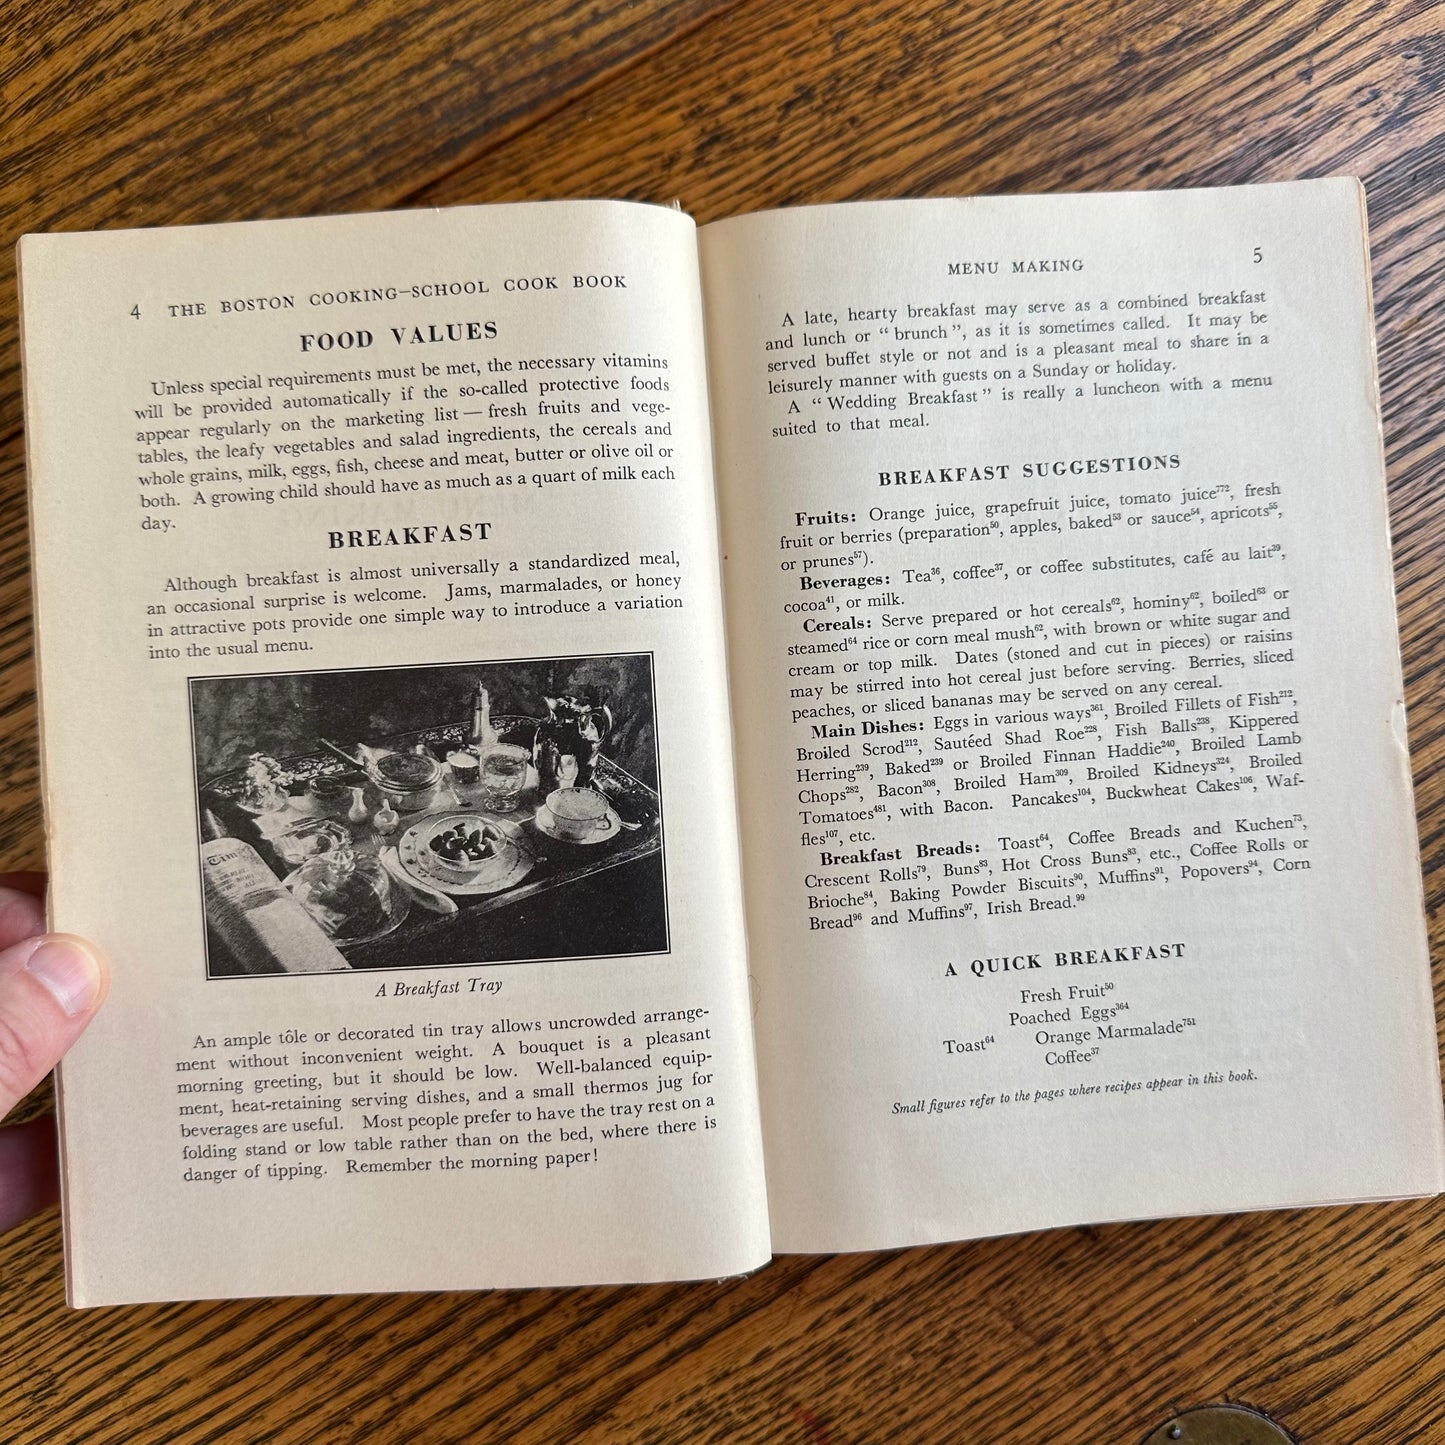 4 THE BOSTON COOKING–SCHOOL COOK BOOK
FOOD VALUES
Unless special requirements must be met, the necessary vitamins
will be provided automatically if the so-called protective foods
appear regularly on the marketing list — fresh fruits and vege-
tables, the leafy vegetables and salad ingredients, the cereals and
whole grains, milk, eggs, fish, cheese and meat, butter or olive oil or
both. A growing child should have as much as a quart of milk each
day.
BREAKFAST
Although breakfast is almost universally a standardized meal,
an occasional surprise is welcome. Jams, marmalades, or honey
in attractive pots provide one simple way to introduce a variation
into the usual menu.
A Breakfast Tray
An ample tôle or decorated tin tray allows uncrowded arrange-
ment without inconvenient weight. A bouquet is a pleasant
morning greeting, but it should be low. Well-balanced equip-
ment, heat-retaining serving dishes, and a small thermos jug for
beverages are useful. Most people prefer to have the tray rest on a
folding stand or low table rather than on the bed, where there is
danger of tipping. Remember the morning paper!
MENU MAKING 5
A late, hearty breakfast may serve as a combined breakfast
and lunch or “ brunch ”, as it is sometimes called. It may be
served buffet style or not and is a pleasant meal to share in a
leisurely manner with guests on a Sunday or holiday.
A “ Wedding Breakfast ” is really a luncheon with a menu
suited to that meal.
BREAKFAST SUGGESTIONS
Fruits: Orange juice, grapefruit juice, tomato juice⁷⁷², fresh
fruit or berries (preparation⁵⁰, apples, baked⁵³ or sauce⁵⁴, apricots⁵⁵,
or prunes⁵⁷).
Beverages: Tea³⁶, coffee³⁷, or coffee substitutes, café au lait³⁹,
cocoa⁴¹, or milk.
Cereals: Serve prepared or hot cereals⁶², hominy⁶², boiled⁶³ or
steamed⁶⁴ rice or corn meal mush⁶², with brown or white sugar and
cream or top milk. Dates (stoned and cut in pieces) or raisins
may be stirred into hot cereal just before serving. Berries, sliced
peaches, or sliced bananas may be served on any cereal.
Main Dishes: Eggs in various ways³⁶¹, Broiled Fillets of Fish²¹²,
Broiled Scrod²¹², Sautéed Shad Roe²²⁸, Fish Balls²³⁸, Kippered
Herring²³⁹, Baked²³⁹ or Broiled Finnan Haddie²⁴⁰, Broiled Lamb
Chops²⁸², Bacon³⁰⁸, Broiled Ham³⁰⁹, Broiled Kidneys³²⁴, Broiled
Tomatoes⁴⁸¹, with Bacon. Pancakes¹⁰⁴, Buckwheat Cakes¹⁰⁶, Waf-
fles¹⁰⁷, etc.
Breakfast Breads: Toast⁶⁴, Coffee Breads and Kuchen⁷³,
Crescent Rolls⁷⁹, Buns⁸³, Hot Cross Buns⁸³, etc., Coffee Rolls or
Brioche⁸⁴, Baking Powder Biscuits⁹⁰, Muffins⁹¹, Popovers⁹⁴, Corn
Bread⁹⁶ and Muffins⁹⁷, Irish Bread.⁹⁹
A QUICK BREAKFAST
Fresh Fruit⁵⁰
Poached Eggs³⁶⁴
Toast⁶⁴ Orange Marmalade⁷⁵¹
Coffee³⁷
Small figures refer to the pages where recipes appear in this book.